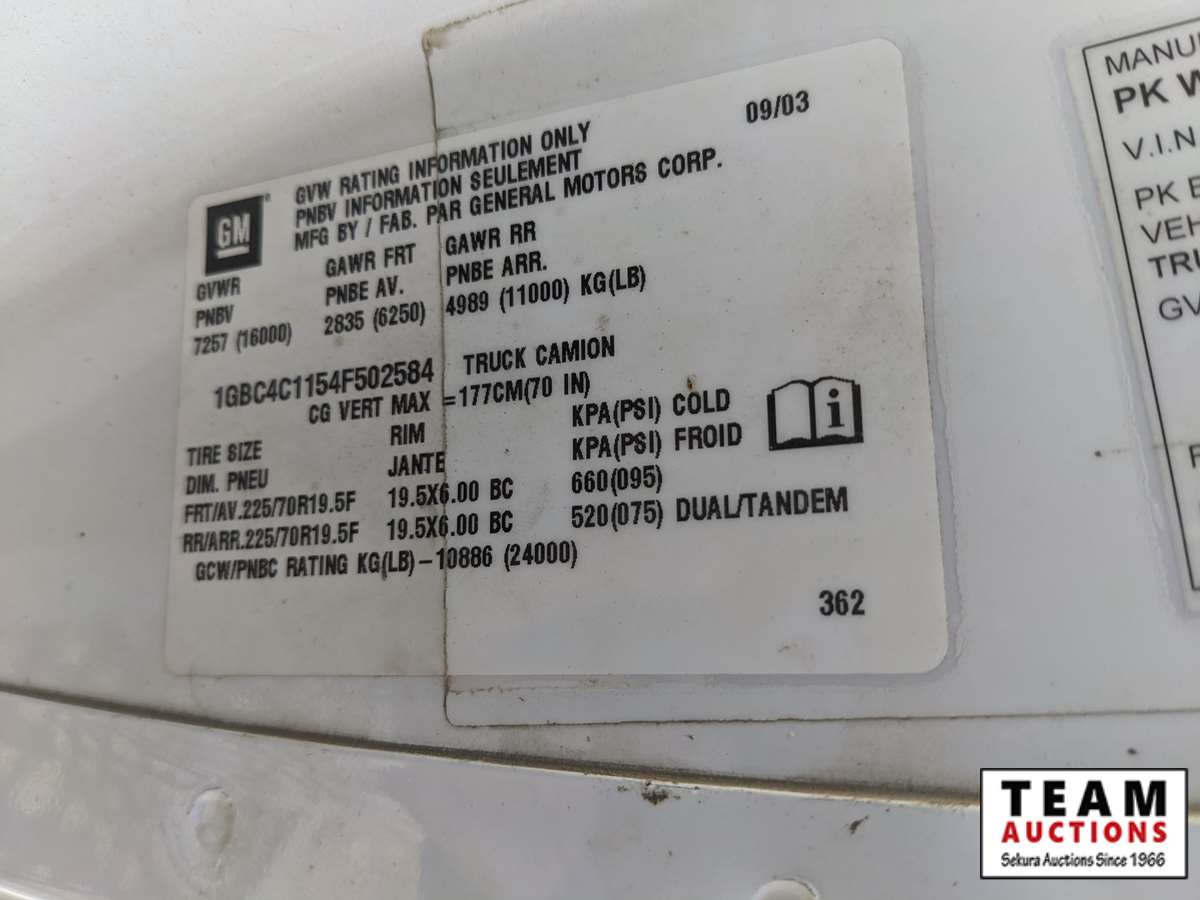 09/03
GM
GVW RATING INFORMATION ONLY
PNBV INFORMATION SEULEMENT
MFG BY / FAB. PAR GENERAL MOTORS CORP.
GVWR GAWR FRT GAWR RR
PNBV PNBE AV. PNBE ARR.
7257 (16000) 2835 (6250) 4989 (11000) KG(LB)
1GBC4C1154F502584 TRUCK CAMION
CG VERT MAX =177CM(70 IN)
TIRE SIZE RIM KPA(PSI) COLD
DIM. PNEU JANTE KPA(PSI) FROID
FRT/AV.225/70R19.5F 19.5X6.00 BC 660(095)
RR/ARR.225/70R19.5F 19.5X6.00 BC 520(075) DUAL/TANDEM
GCW/PNBC RATING KG(LB)-10886 (24000)
362
i
MANU
PK W
V.I.N
PK
VEH
TRU
GV
TEAM
AUCTIONS
Sekura Auctions Since 1966